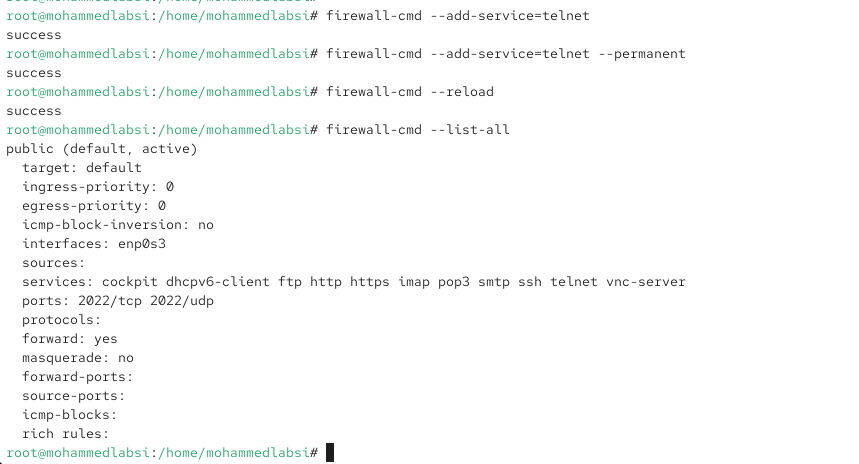 root@mohammedlabsi:/home/mohammedlabsi# firewall-cmd --add-service=telnet
success
root@mohammedlabsi:/home/mohammedlabsi# firewall-cmd --add-service=telnet --permanent
success
root@mohammedlabsi:/home/mohammedlabsi# firewall-cmd --reload
success
root@mohammedlabsi:/home/mohammedlabsi# firewall-cmd --list-all
public (default, active)
  target: default
  ingress-priority: 0
  egress-priority: 0
  icmp-block-inversion: no
  interfaces: enp0s3
  sources:
  services: cockpit dhcpv6-client ftp http https imap pop3 smtp ssh telnet vnc-server
  ports: 2022/tcp 2022/udp
  protocols:
  forward: yes
  masquerade: no
  forward-ports:
  source-ports:
  icmp-blocks:
  rich rules:
root@mohammedlabsi:/home/mohammedlabsi#